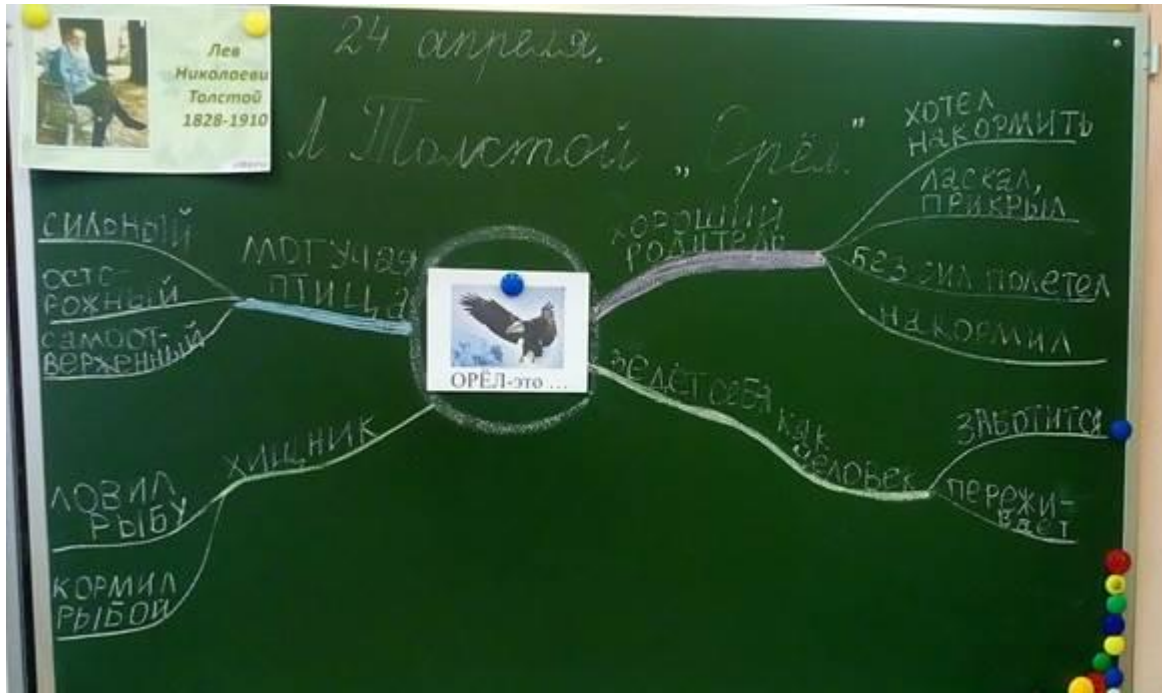 Лев
Николаеви
Толстой
1828-1910
24 апреля.
Л Толстой „Орёл."
ОРЁЛ-это ...
МОГУЧАЯ
ПТИЦА
СИЛЬНЫЙ
ОСТО
РОЖНЫЙ
САМООТ-
ВЕРЖЕННЫЙ
ХИЩНИК
ЛОВИЛ
РЫБУ
КОРМИЛ
РЫБОЙ
ХОРОШИЙ
РОДИТЕЛЬ
ХОТЕЛ
НАКОРМИТЬ
ЛАСКАЛ,
ПРИКРЫЛ
БЕЗ СИЛ ПОЛЕТЕЛ
НАКОРМИЛ
ВЕДЁТ СЕБЯ
КАК
ЧЕЛОВЕК
ЗАБОТИТСЯ
ПЕРЕЖИ-
ВАЕТ